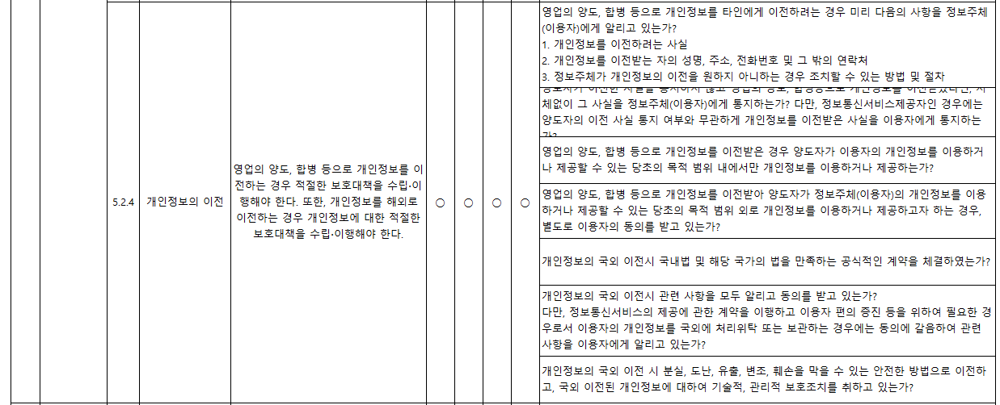 5.2.4
개인정보의 이전
영업의 양도, 합병 등으로 개인정보를 이
전하는 경우 적절한 보호대책을 수립·이
행해야 한다. 또한, 개인정보를 해외로
이전하는 경우 개인정보에 대한 적절한
보호대책을 수립·이행해야 한다.
○ ○ ○ ○
영업의 양도, 합병 등으로 개인정보를 타인에게 이전하려는 경우 미리 다음의 사항을 정보주체
(이용자)에게 알리고 있는가?
1. 개인정보를 이전하려는 사실
2. 개인정보를 이전받는 자의 성명, 주소, 전화번호 및 그 밖의 연락처
3. 정보주체가 개인정보의 이전을 원하지 아니하는 경우 조치할 수 있는 방법 및 절차
체없이 그 사실을 정보주체(이용자)에게 통지하는가? 다만, 정보통신서비스제공자인 경우에는
양도자의 이전 사실 통지 여부와 무관하게 개인정보를 이전받은 사실을 이용자에게 통지하는
가?
영업의 양도, 합병 등으로 개인정보를 이전받은 경우 양도자가 이용자의 개인정보를 이용하거
나 제공할 수 있는 당초의 목적 범위 내에서만 개인정보를 이용하거나 제공하는가?
영업의 양도, 합병 등으로 개인정보를 이전받아 양도자가 정보주체(이용자)의 개인정보를 이용
하거나 제공할 수 있는 당초의 목적 범위 외로 개인정보를 이용하거나 제공하고자 하는 경우,
별도로 이용자의 동의를 받고 있는가?
개인정보의 국외 이전시 국내법 및 해당 국가의 법을 만족하는 공식적인 계약을 체결하였는가?
개인정보의 국외 이전시 관련 사항을 모두 알리고 동의를 받고 있는가?
다만, 정보통신서비스의 제공에 관한 계약을 이행하고 이용자 편의 증진 등을 위하여 필요한 경
우로서 이용자의 개인정보를 국외에 처리위탁 또는 보관하는 경우에는 동의에 갈음하여 관련
사항을 이용자에게 알리고 있는가?
개인정보의 국외 이전 시 분실, 도난, 유출, 변조, 훼손을 막을 수 있는 안전한 방법으로 이전하
고, 국외 이전된 개인정보에 대하여 기술적, 관리적 보호조치를 취하고 있는가?